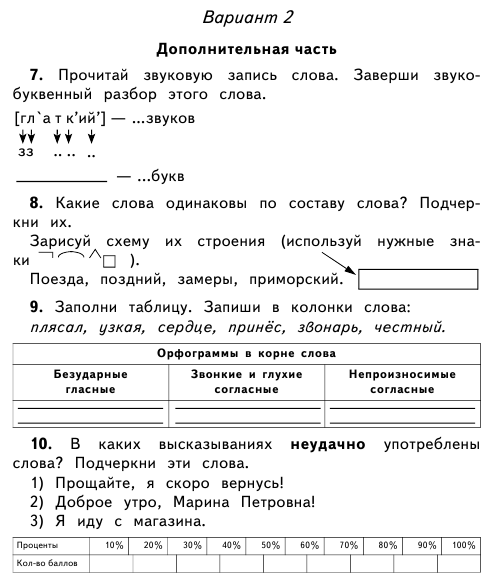 Вариант 2
Дополнительная часть
7. Прочитай звуковую запись слова. Заверши звуко-
буквенный разбор этого слова.
[гл`а т к’ий’] — ...звуков
зз .. .. ..
— ...букв
8. Какие слова одинаковы по составу слова? Подчер-
кни их.
Зарисуй схему их строения (используй нужные зна-
ки ).
Поезда, поздний, замеры, приморский.
9. Заполни таблицу. Запиши в колонки слова:
плясал, узкая, сердце, принёс, звонарь, честный.
Орфограммы в корне слова
Безударные гласные Звонкие и глухие согласные Непроизносимые согласные
10. В каких высказываниях неудачно употреблены
слова? Подчеркни эти слова.
1) Прощайте, я скоро вернусь!
2) Доброе утро, Марина Петровна!
3) Я иду с магазина.
Проценты 10% 20% 30% 40% 50% 60% 70% 80% 90% 100%
Кол-во баллов